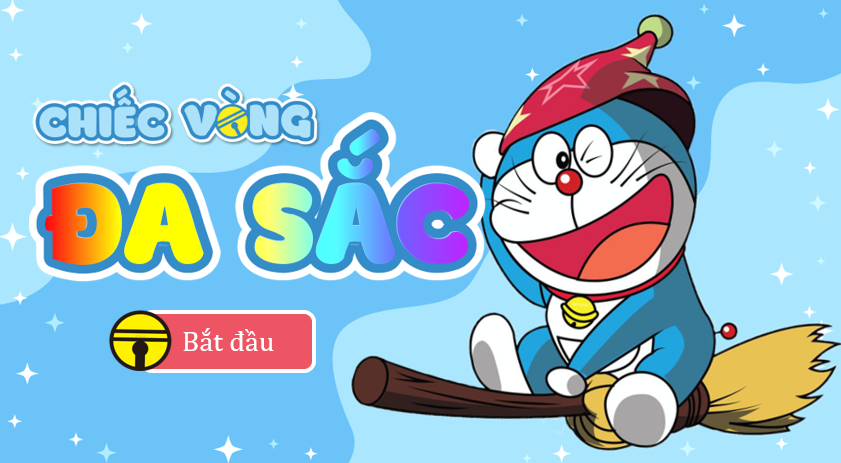 CHIẾC VÒNG
ĐA SẮC
Bắt đầu